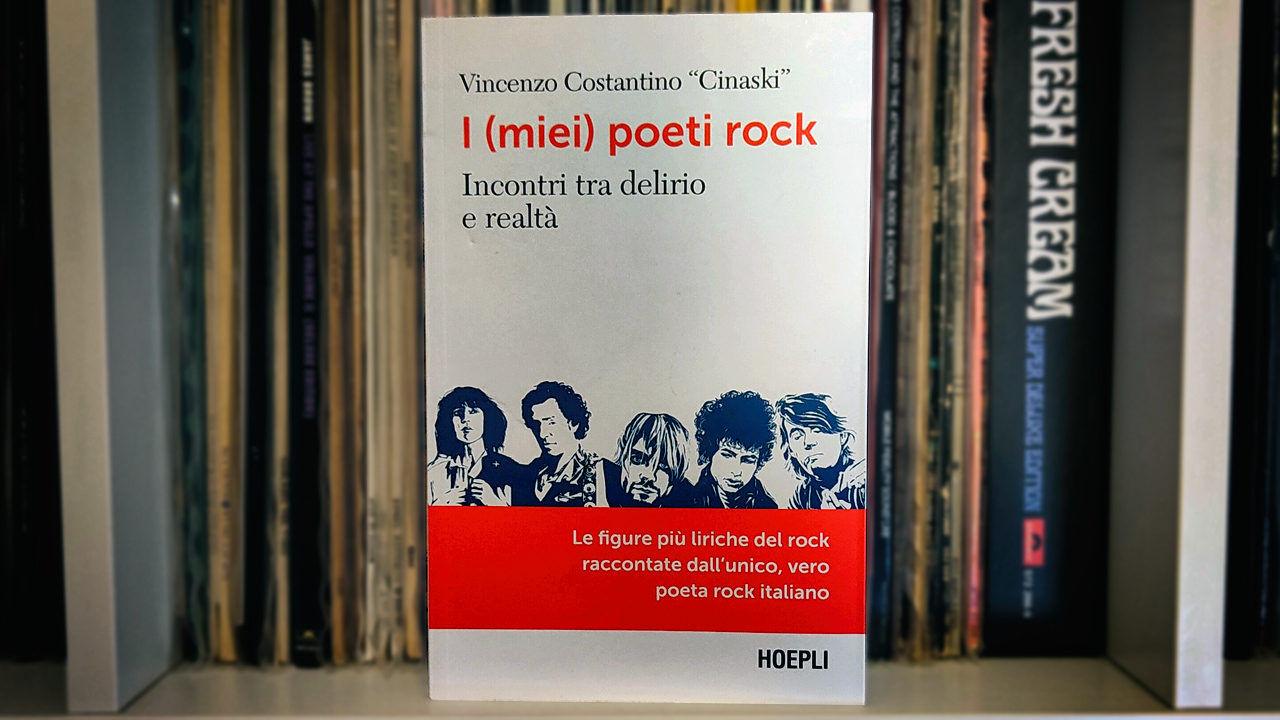 Vincenzo Costantino “Cinaski”
I (miei) poeti rock
Incontri tra delirio
e realtà
Le figure più liriche del rock
raccontate dall’unico, vero
poeta rock italiano
HOEPLI
FRESH CREAM
SUPER DELUXE EDITION